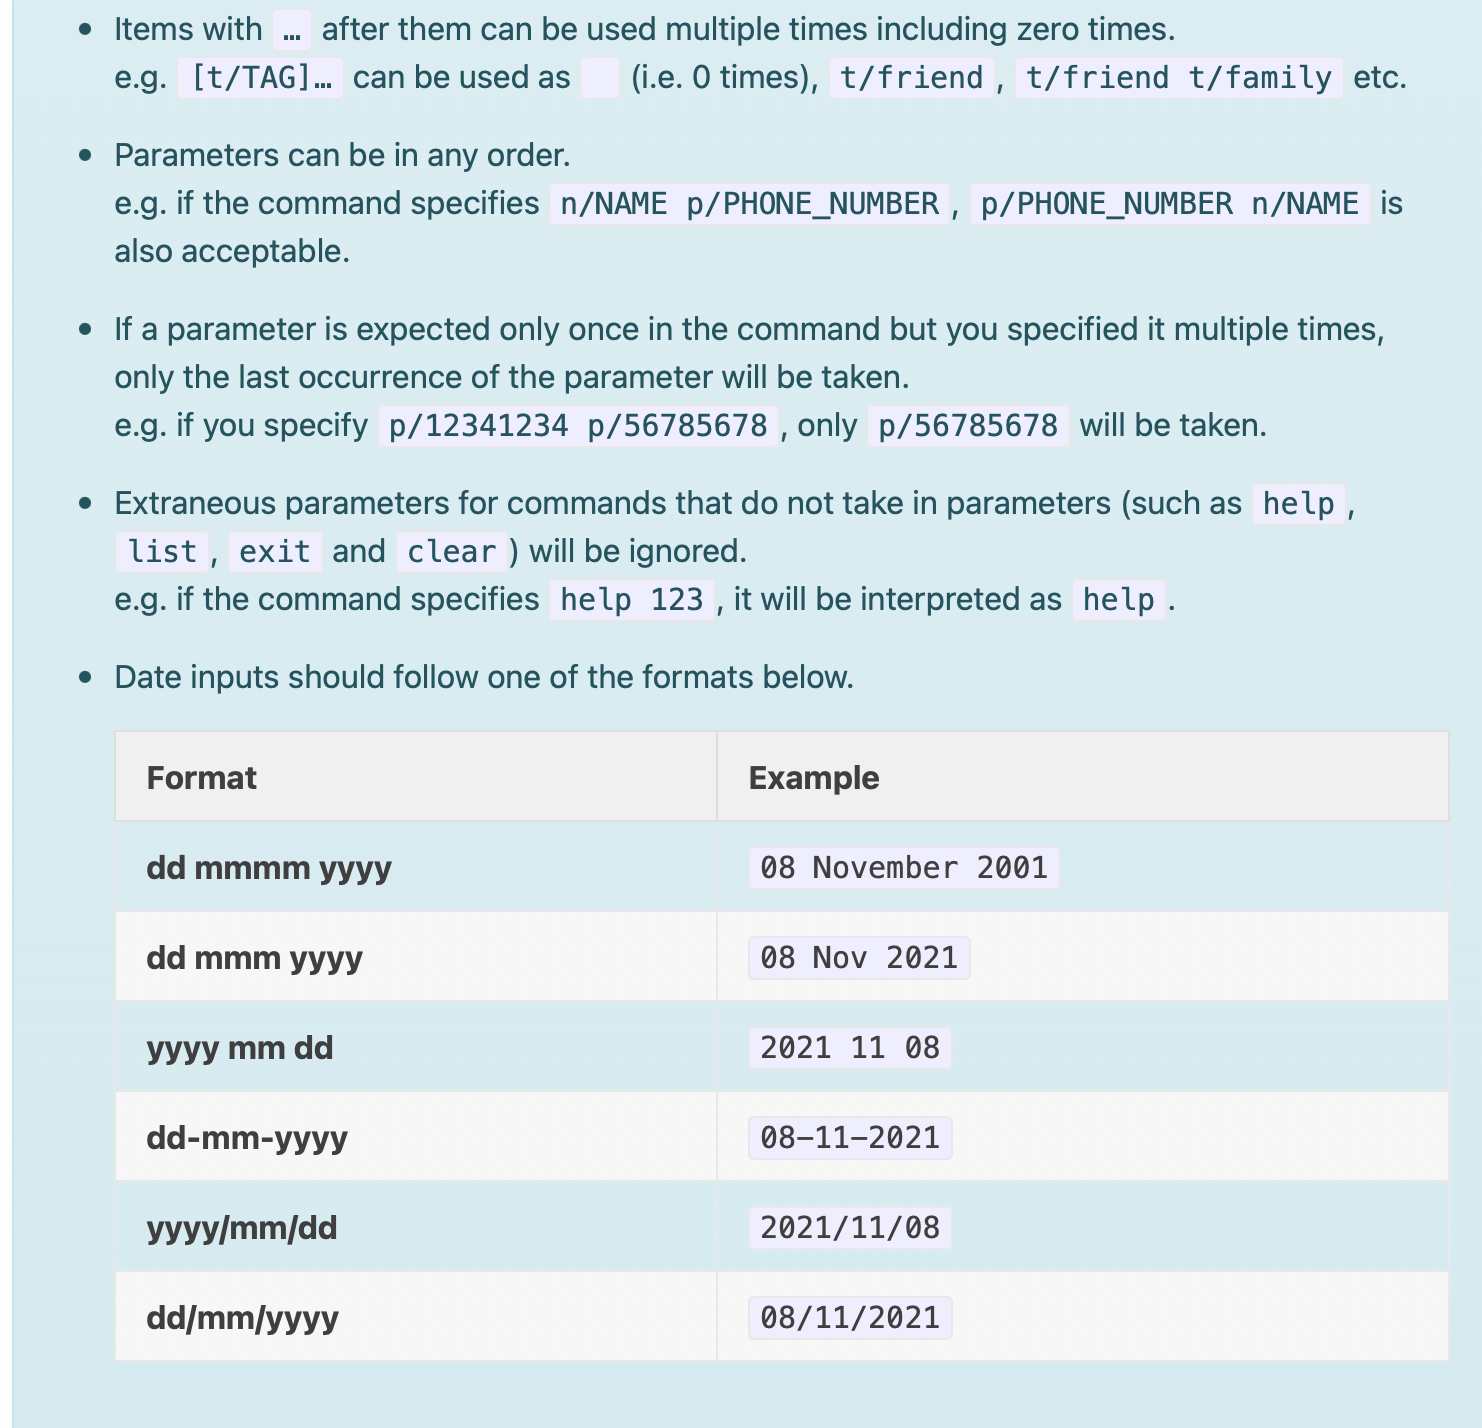 • Items with … after them can be used multiple times including zero times.
e.g. [t/TAG]… can be used as   (i.e. 0 times), t/friend , t/friend t/family etc.
• Parameters can be in any order.
e.g. if the command specifies n/NAME p/PHONE_NUMBER , p/PHONE_NUMBER n/NAME is
also acceptable.
• If a parameter is expected only once in the command but you specified it multiple times,
only the last occurrence of the parameter will be taken.
e.g. if you specify p/12341234 p/56785678 , only p/56785678 will be taken.
• Extraneous parameters for commands that do not take in parameters (such as help ,
list , exit and clear ) will be ignored.
e.g. if the command specifies help 123 , it will be interpreted as help .
• Date inputs should follow one of the formats below.
Format Example
dd mmmm yyyy 08 November 2001
dd mmm yyyy 08 Nov 2021
yyyy mm dd 2021 11 08
dd-mm-yyyy 08-11-2021
yyyy/mm/dd 2021/11/08
dd/mm/yyyy 08/11/2021